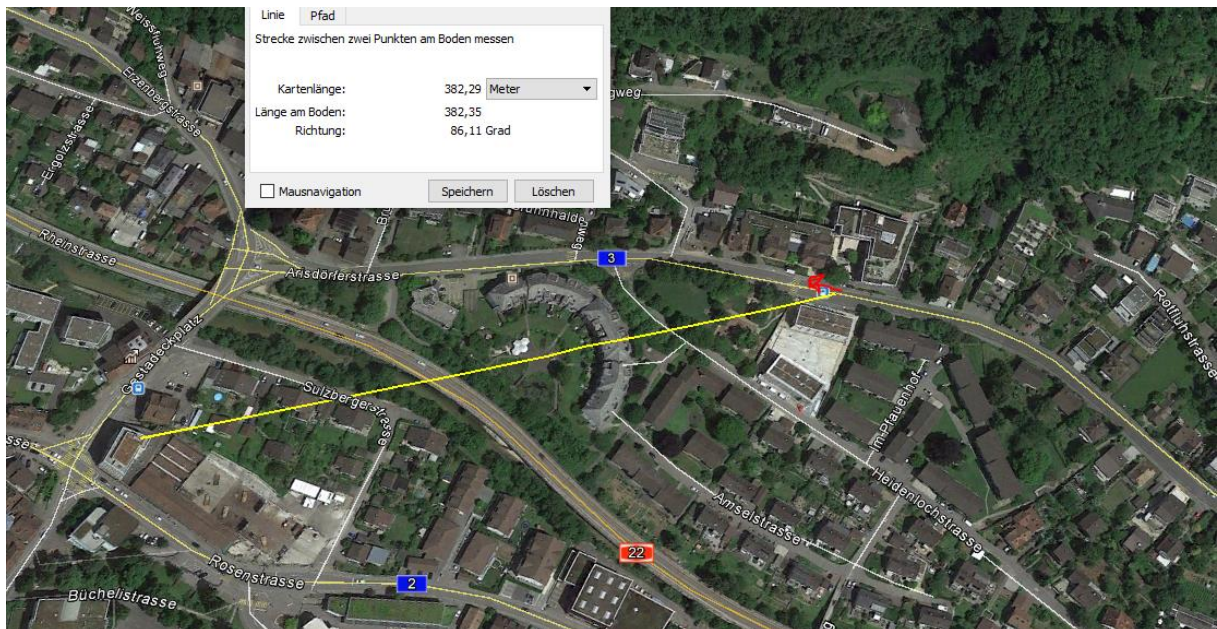 Linie Pfad
Strecke zwischen zwei Punkten am Boden messen
Kartenlänge: 382,29 Meter
Länge am Boden: 382,35
Richtung: 86,11 Grad
Mausnavigation Speichern Löschen
Weissfluhweg
Erzenbergstrasse
Ergolzstrasse
gweg
Rheinstrasse
Arisdörferstrasse
3
Rotfluhstrasse
Gestadeckplatz
Sulzbergerstrasse
Im Pfauenhof
Heidenlochstrasse
Amselstrasse
22
Rosenstrasse
2
Büchelistrasse